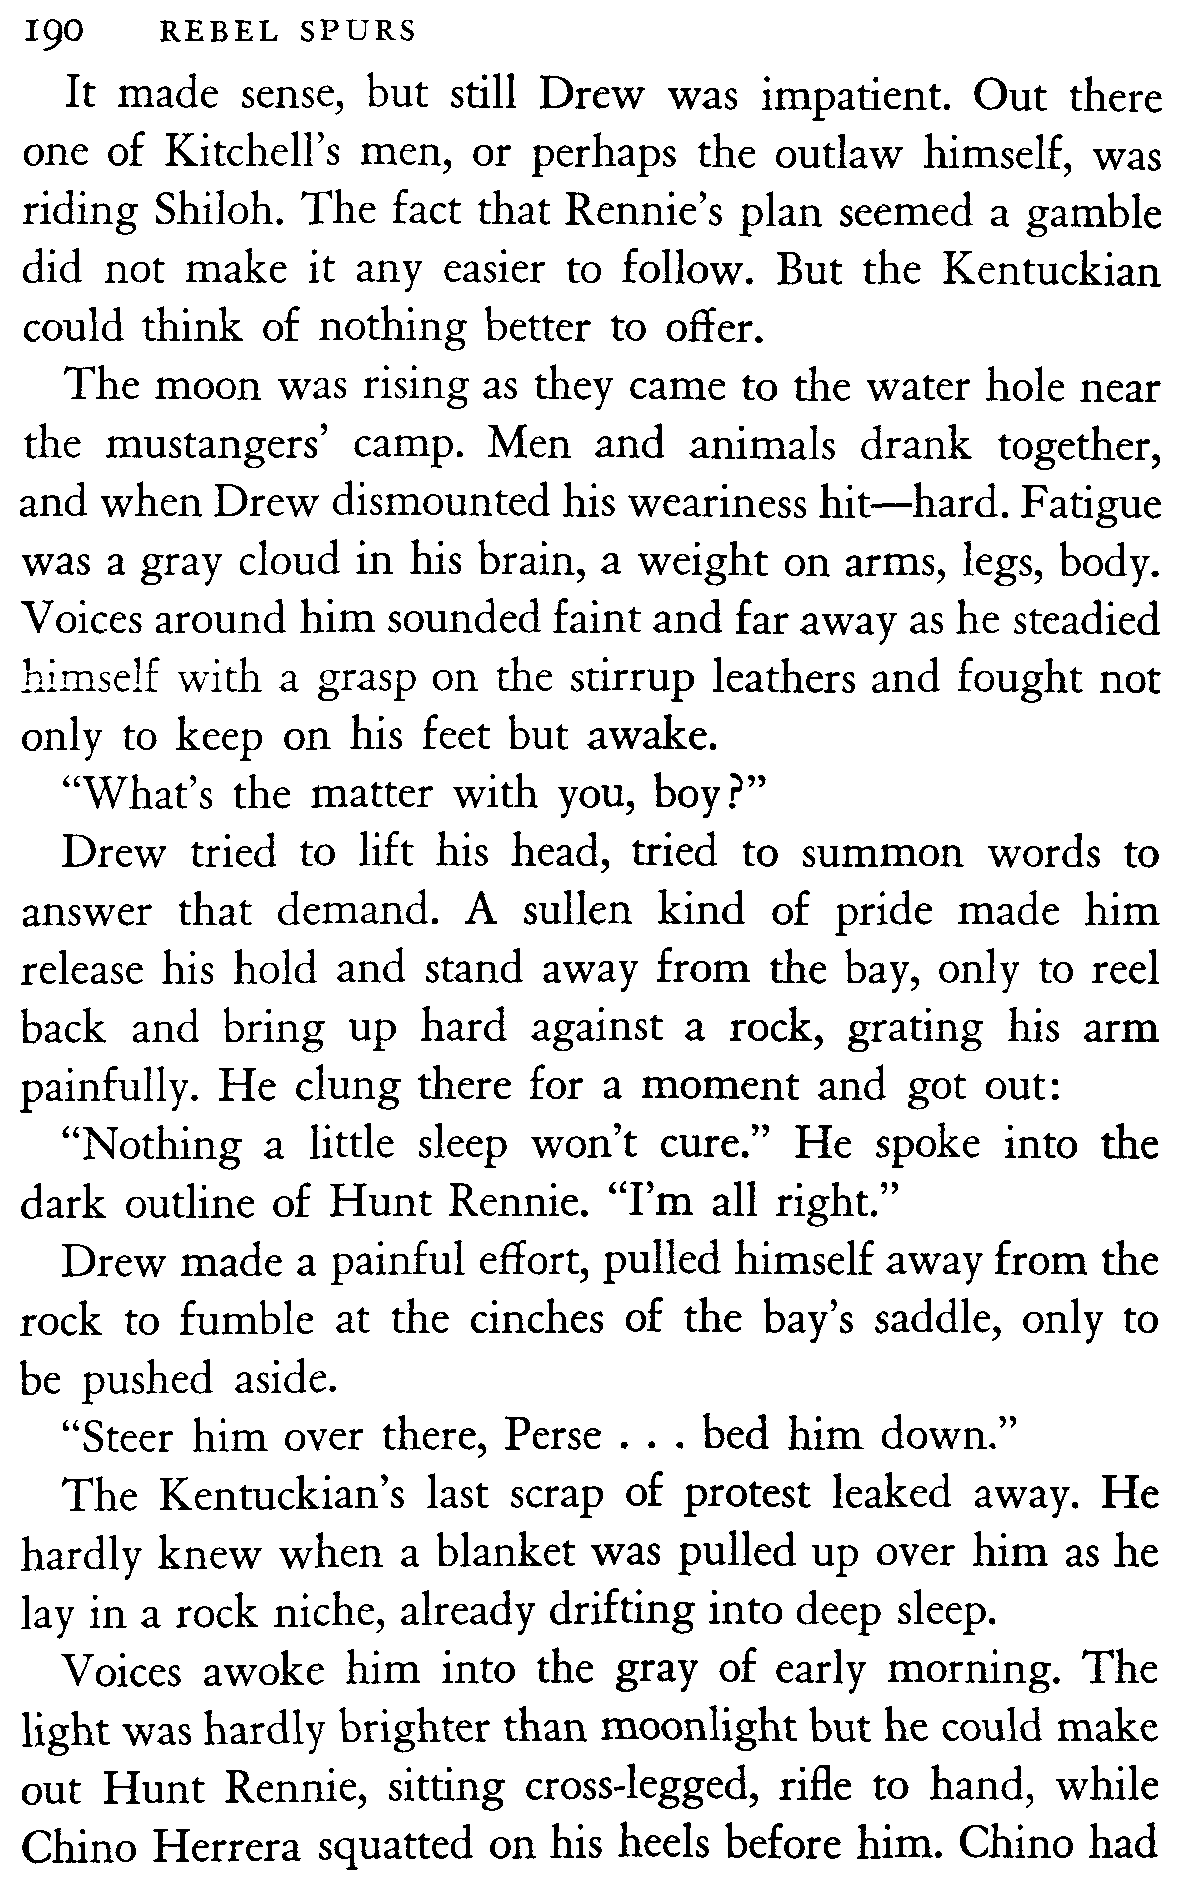 190 REBEL SPURS
It made sense, but still Drew was impatient. Out there
one of Kitchell's men, or perhaps the outlaw himself, was
riding Shiloh. The fact that Rennie's plan seemed a gamble
did not make it any easier to follow. But the Kentuckian
could think of nothing better to offer.
The moon was rising as they came to the water hole near
the mustangers' camp. Men and animals drank together,
and when Drew dismounted his weariness hit—hard. Fatigue
was a gray cloud in his brain, a weight on arms, legs, body.
Voices around him sounded faint and far away as he steadied
himself with a grasp on the stirrup leathers and fought not
only to keep on his feet but awake.
“What's the matter with you, boy?”
Drew tried to lift his head, tried to summon words to
answer that demand. A sullen kind of pride made him
release his hold and stand away from the bay, only to reel
back and bring up hard against a rock, grating his arm
painfully. He clung there for a moment and got out:
“Nothing a little sleep won't cure.” He spoke into the
dark outline of Hunt Rennie. “I'm all right.”
Drew made a painful effort, pulled himself away from the
rock to fumble at the cinches of the bay's saddle, only to
be pushed aside.
“Steer him over there, Perse . . . bed him down.”
The Kentuckian's last scrap of protest leaked away. He
hardly knew when a blanket was pulled up over him as he
lay in a rock niche, already drifting into deep sleep.
Voices awoke him into the gray of early morning. The
light was hardly brighter than moonlight but he could make
out Hunt Rennie, sitting cross-legged, rifle to hand, while
Chino Herrera squatted on his heels before him. Chino had